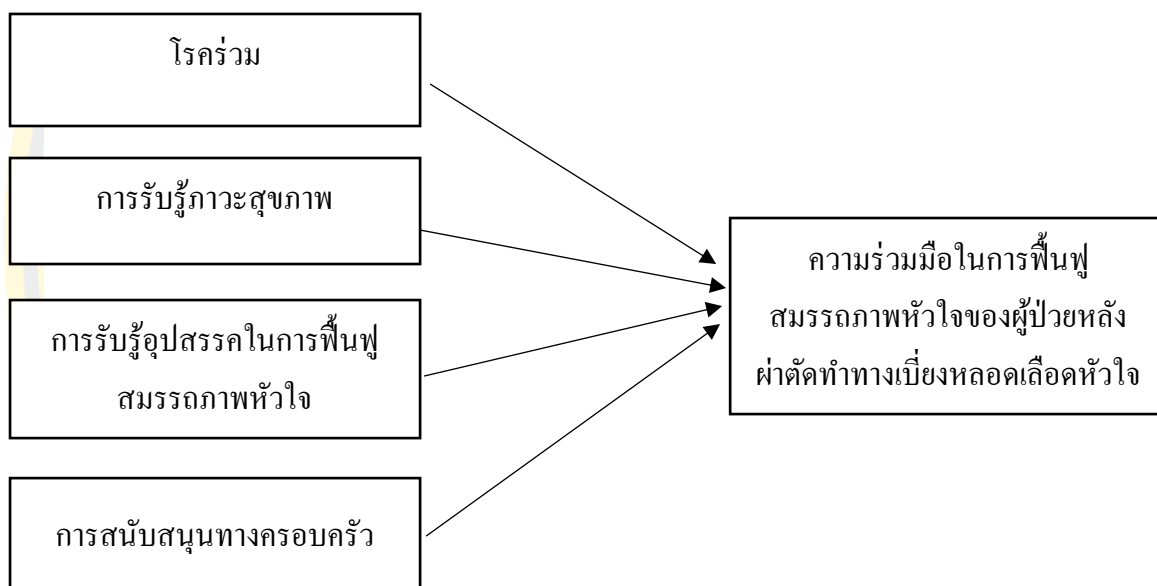 โรคร่วม
การรับรู้ภาวะสุขภาพ
การรับรู้อุปสรรคในการฟื้นฟู
สมรรถภาพหัวใจ
การสนับสนุนทางครอบครัว
ความร่วมมือในการฟื้นฟู
สมรรถภาพหัวใจของผู้ป่วยหลัง
ผ่าตัดทำทางเบี่ยงหลอดเลือดหัวใจ